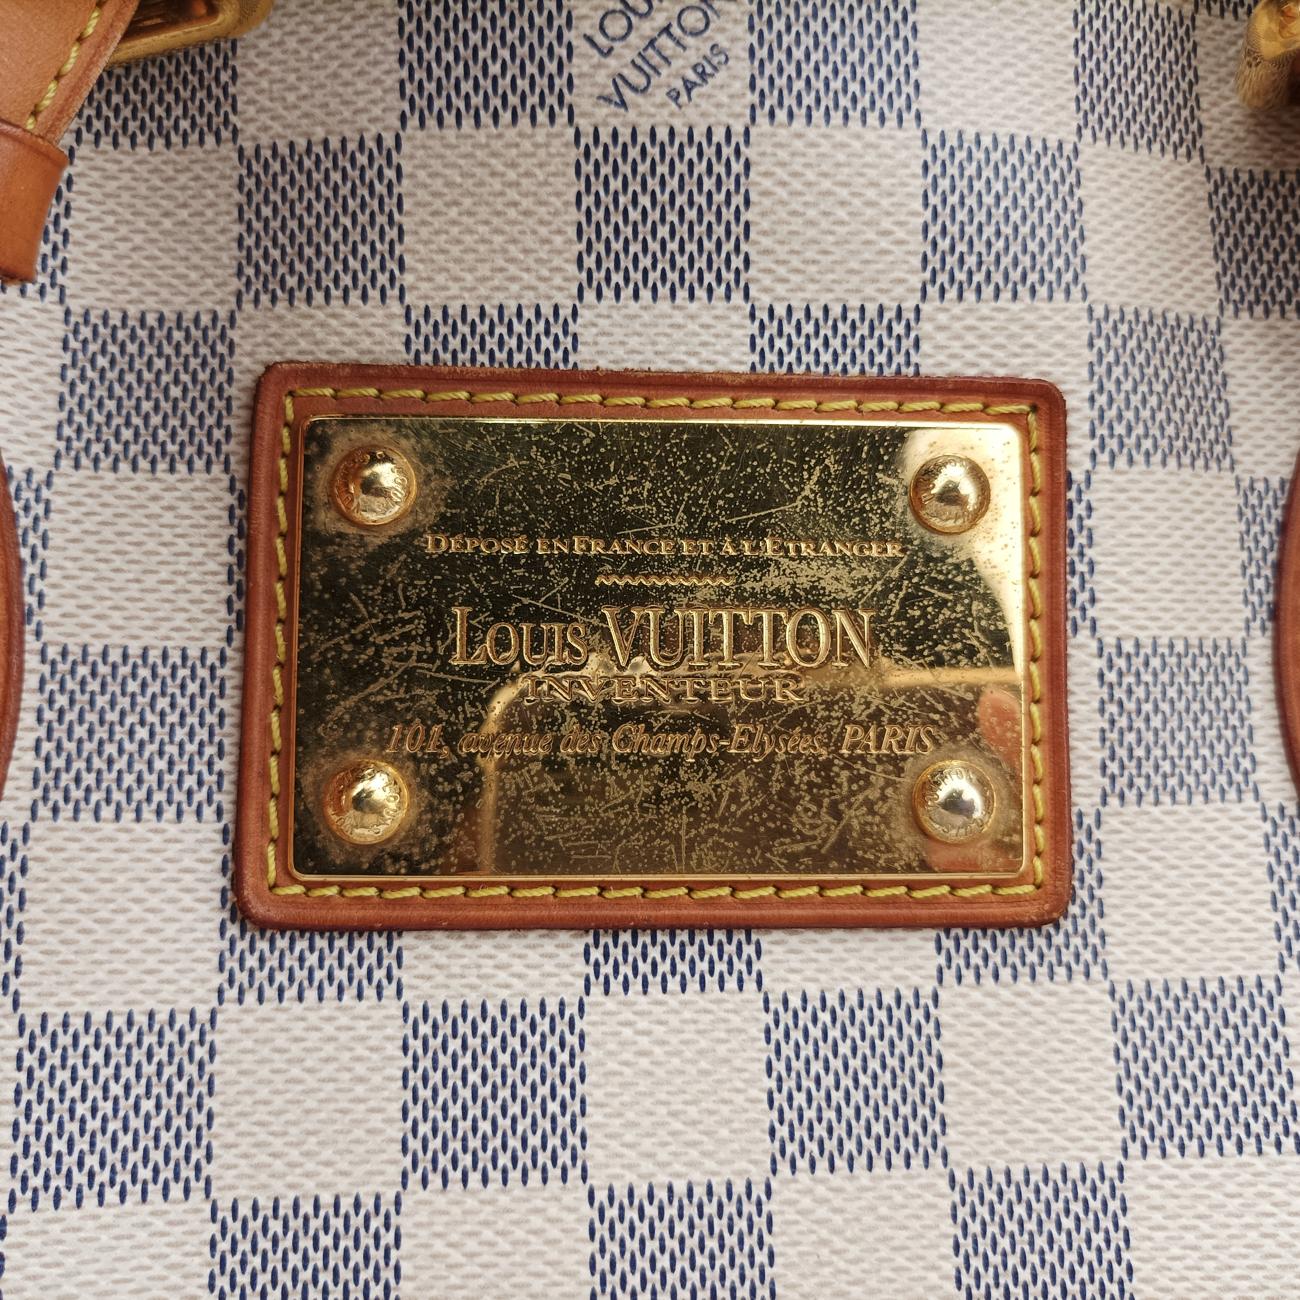 LOUIS
VUITTON
PARIS
DÉPOSÉ EN FRANCE ET À L'ÉTRANGER
LOUIS VUITTON
INVENTEUR
101, avenue des Champs-Elysées, PARIS